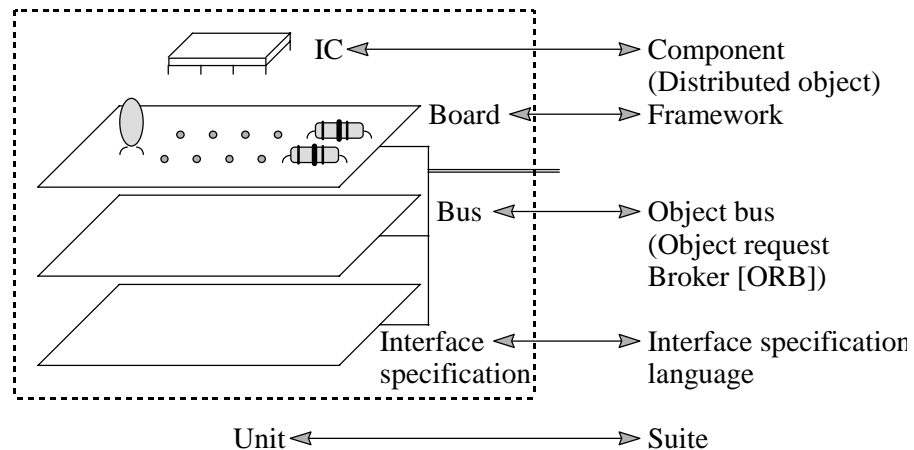 IC Component
(Distributed object)
Board Framework
Bus Object bus
(Object request
Broker [ORB])
Interface Interface specification
specification language
Unit Suite